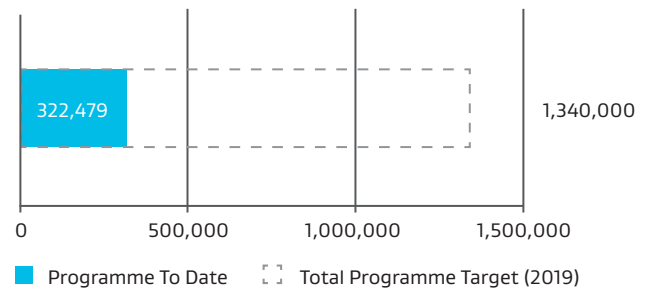 322,479
1,340,000
0 500,000 1,000,000 1,500,000
Programme To Date Total Programme Target (2019)